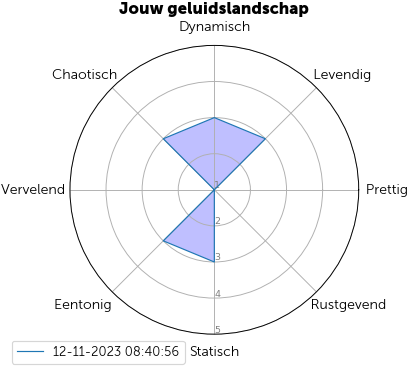 Jouw geluidslandschap
Dynamisch
Chaotisch
Levendig
Vervelend
1
Prettig
2
3
4
Eentonig
Rustgevend
5
12-11-2023 08:40:56
Statisch